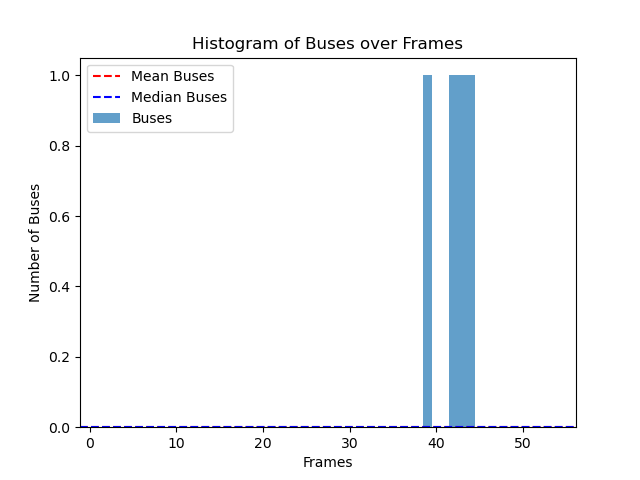 Histogram of Buses over Frames
Mean Buses
Median Buses
Buses
1.0
0.8
0.6
0.4
0.2
0.0
Number of Buses
0 10 20 30 40 50
Frames